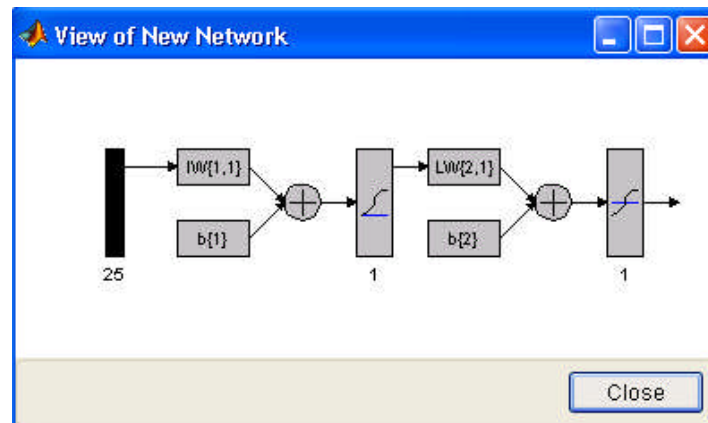 View of New Network
IW{1,1}
LW{2,1}
b{1}
b{2}
25
1
1
Close